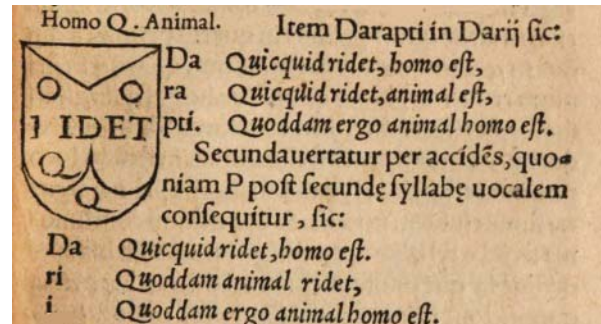 Homo Q. Animal.
Item Darapti in Darij sic:
Da Quicquid ridet, homo est,
ra Quicquid ridet, animal est,
pti. Quoddam ergo animal homo est.
O O
IDET
Q
Q
Secunda uertatur per accidẽs, quo-
niam P post secundę syllabę uocalem
consequitur, sic:
Da Quicquid ridet, homo est.
ri Quoddam animal ridet,
i Quoddam ergo animal homo est.